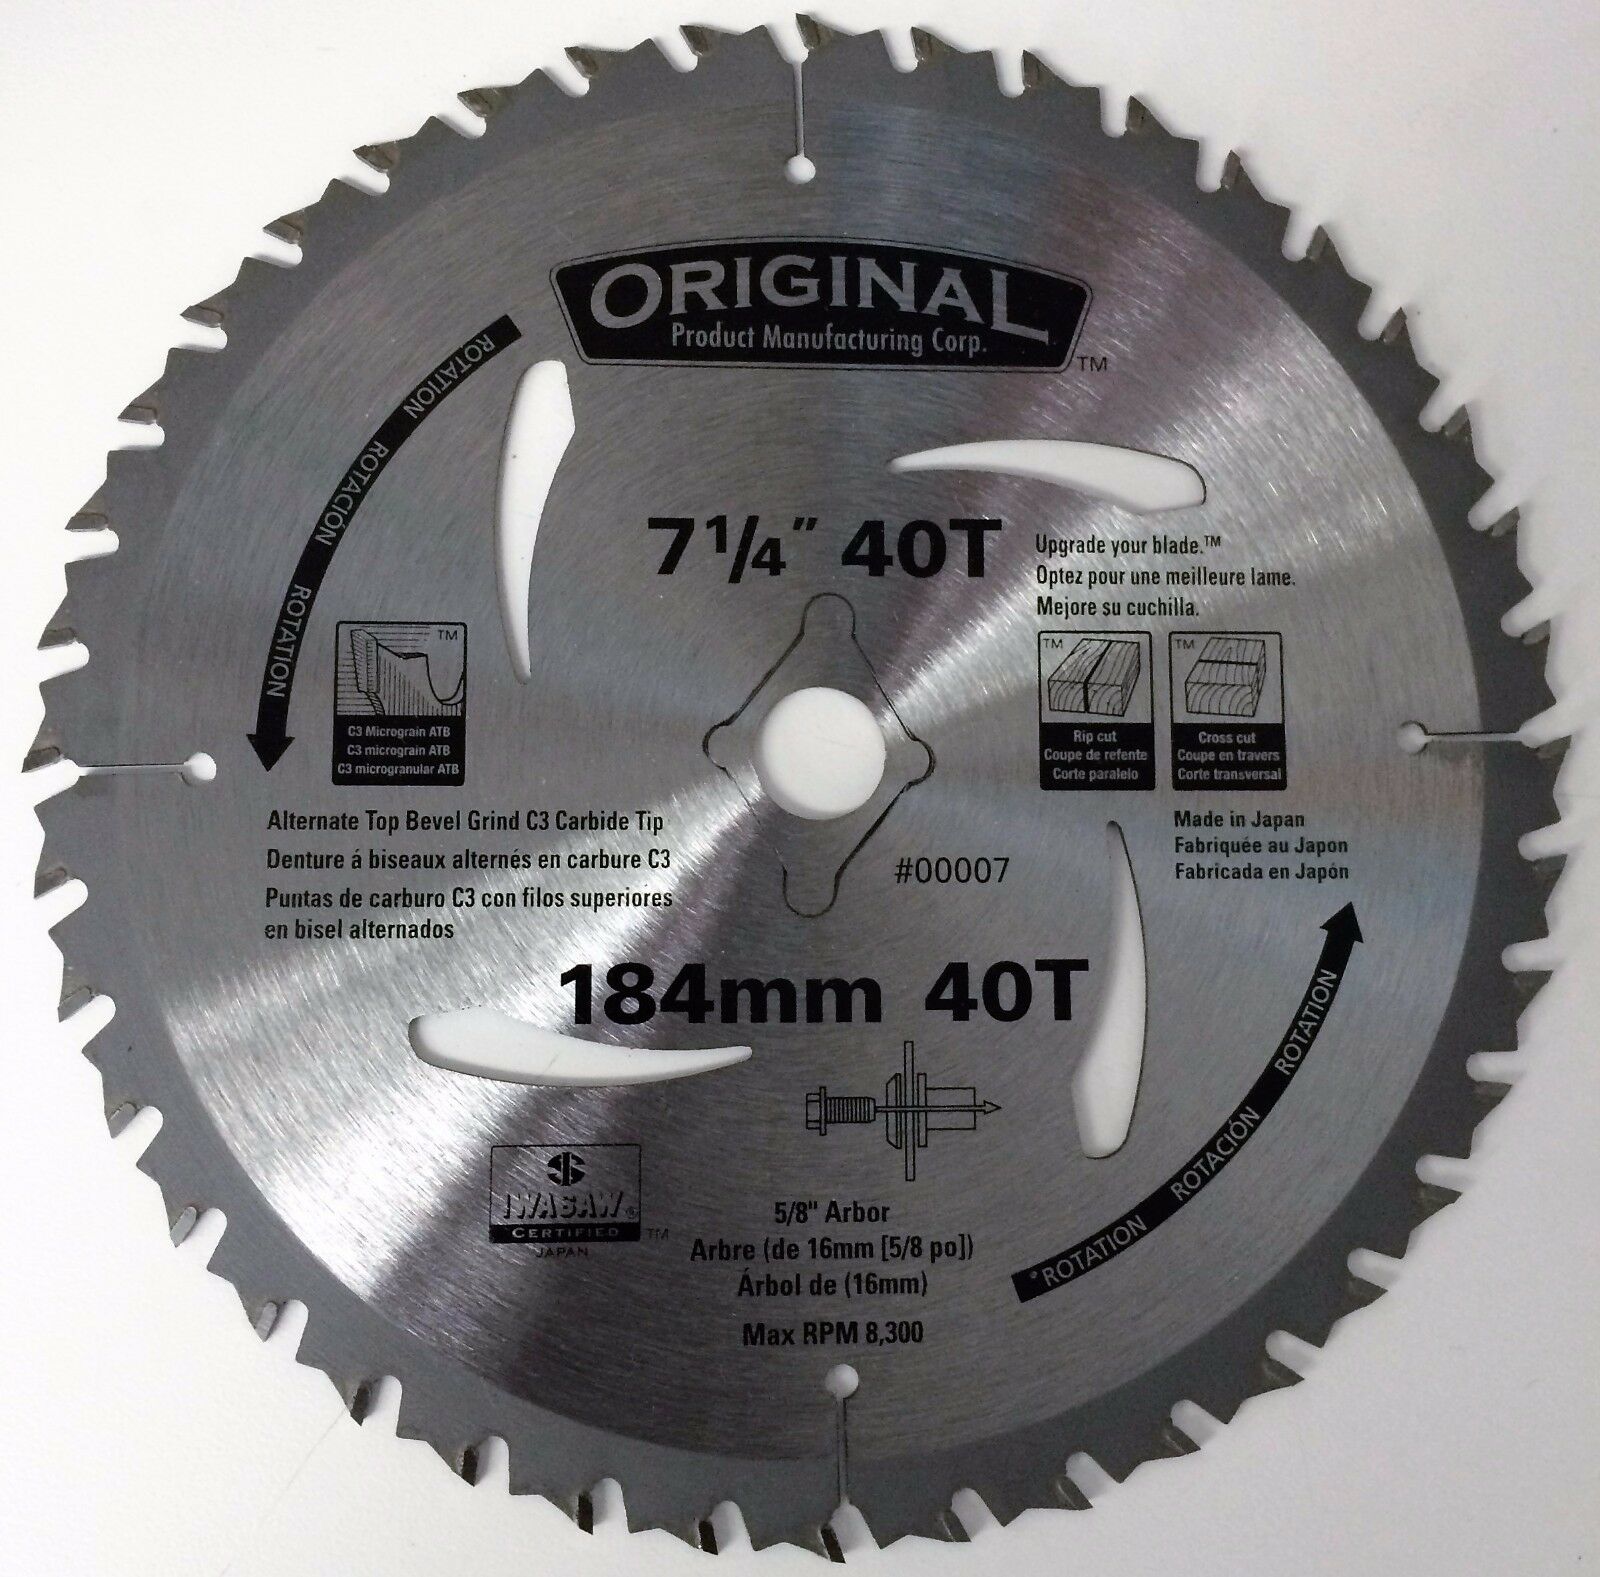 ORIGINAL
Product Manufacturing Corp.
TM
ROTATION
ROTATION
ROTACIÓN
ROTATION
7 1/4" 40T
Upgrade your blade.™
Optez pour une meilleure lame.
Mejore su cuchilla.
TM
C3 Micrograin ATB
C3 micrograin ATB
C3 microgranular ATB
TM
Rip cut
Coupe de refente
Corte paralelo
TM
Cross cut
Coupe en travers
Corte transversal
Alternate Top Bevel Grind C3 Carbide Tip
Denture á biseaux alternés en carbure C3
Puntas de carburo C3 con filos superiores
en bisel alternados
#00007
Made in Japan
Fabriquée au Japon
Fabricada en Japón
184mm 40T
IWASAW®
CERTIFIED TM
JAPAN
5/8" Arbor
Arbre (de 16mm [5/8 po])
Árbol de (16mm)
Max RPM 8,300
ROTATION
ROTACIÓN
ROTATION